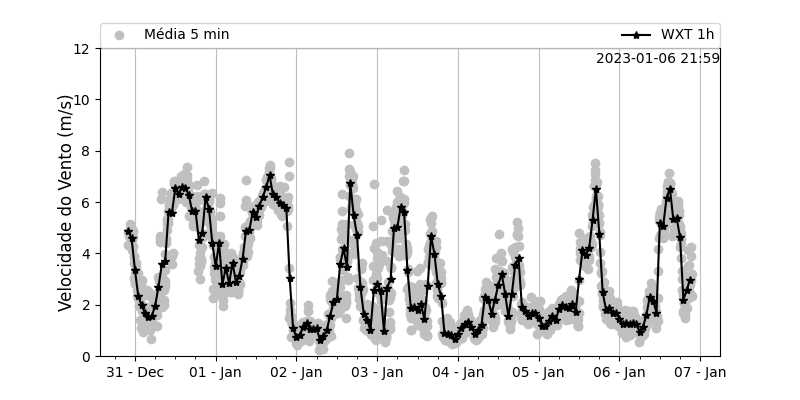 Média 5 min
WXT 1h
2023-01-06 21:59
Velocidade do Vento (m/s)
12
10
8
6
4
2
0
31 - Dec
01 - Jan
02 - Jan
03 - Jan
04 - Jan
05 - Jan
06 - Jan
07 - Jan